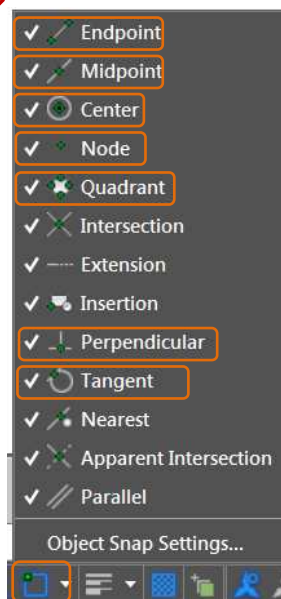 Endpoint
Midpoint
Center
Node
Quadrant
Intersection
Extension
Insertion
Perpendicular
Tangent
Nearest
Apparent Intersection
Parallel
Object Snap Settings...